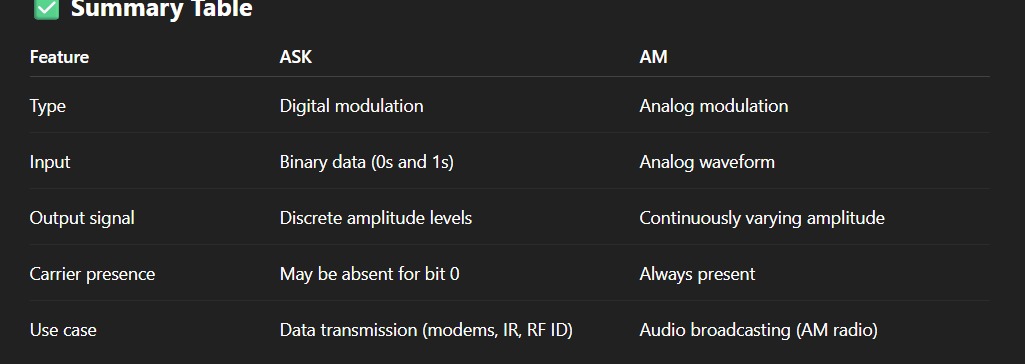 ✅ Summary Table
Feature ASK AM
Type Digital modulation Analog modulation
Input Binary data (0s and 1s) Analog waveform
Output signal Discrete amplitude levels Continuously varying amplitude
Carrier presence May be absent for bit 0 Always present
Use case Data transmission (modems, IR, RF ID) Audio broadcasting (AM radio)